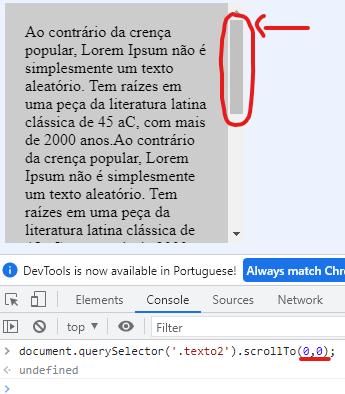 Ao contrário da crença
popular, Lorem Ipsum não é
simplesmente um texto
aleatório. Tem raízes em
uma peça da literatura latina
clássica de 45 aC, com mais
de 2000 anos.Ao contrário
da crença popular, Lorem
Ipsum não é simplesmente
um texto aleatório. Tem
raízes em uma peça da
literatura latina clássica de
DevTools is now available in Portuguese! Always match Chro
Elements Console Sources Network
top Filter
document.querySelector('.texto2').scrollTo(0,0);
undefined